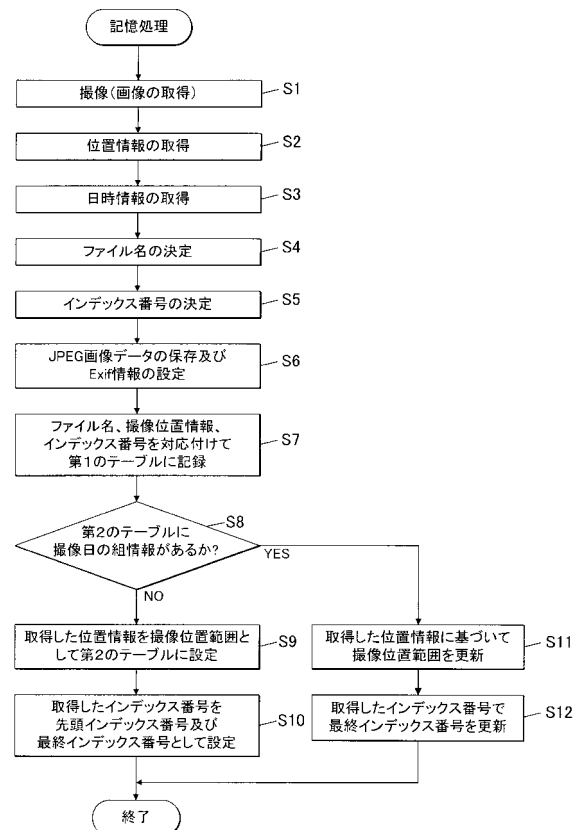 記憶処理
撮像(画像の取得)
S1
位置情報の取得
S2
日時情報の取得
S3
ファイル名の決定
S4
インデックス番号の決定
S5
JPEG画像データの保存及び
Exif情報の設定
S6
ファイル名、撮像位置情報、
インデックス番号を対応付けて
第1のテーブルに記録
S7
第2のテーブルに
撮像日の組情報があるか?
S8
YES
NO
取得した位置情報を撮像位置範囲と
して第2のテーブルに設定
S9
取得した位置情報に基づいて
撮像位置範囲を更新
S11
取得したインデックス番号を
先頭インデックス番号及び
最終インデックス番号として設定
S10
取得したインデックス番号で
最終インデックス番号を更新
S12
終了